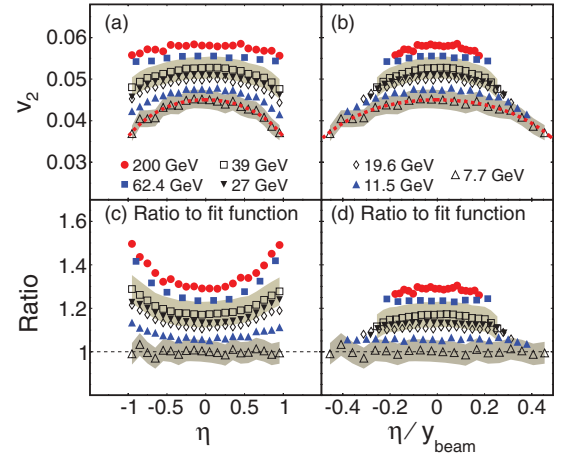 (a)
(b)
v2
0.06
0.05
0.04
0.03
200 GeV
39 GeV
62.4 GeV
27 GeV
19.6 GeV
7.7 GeV
11.5 GeV
(c) Ratio to fit function
(d) Ratio to fit function
Ratio
1.6
1.4
1.2
1
-1 -0.5 0 0.5 1
-0.4 -0.2 0 0.2 0.4
η
η/ybeam